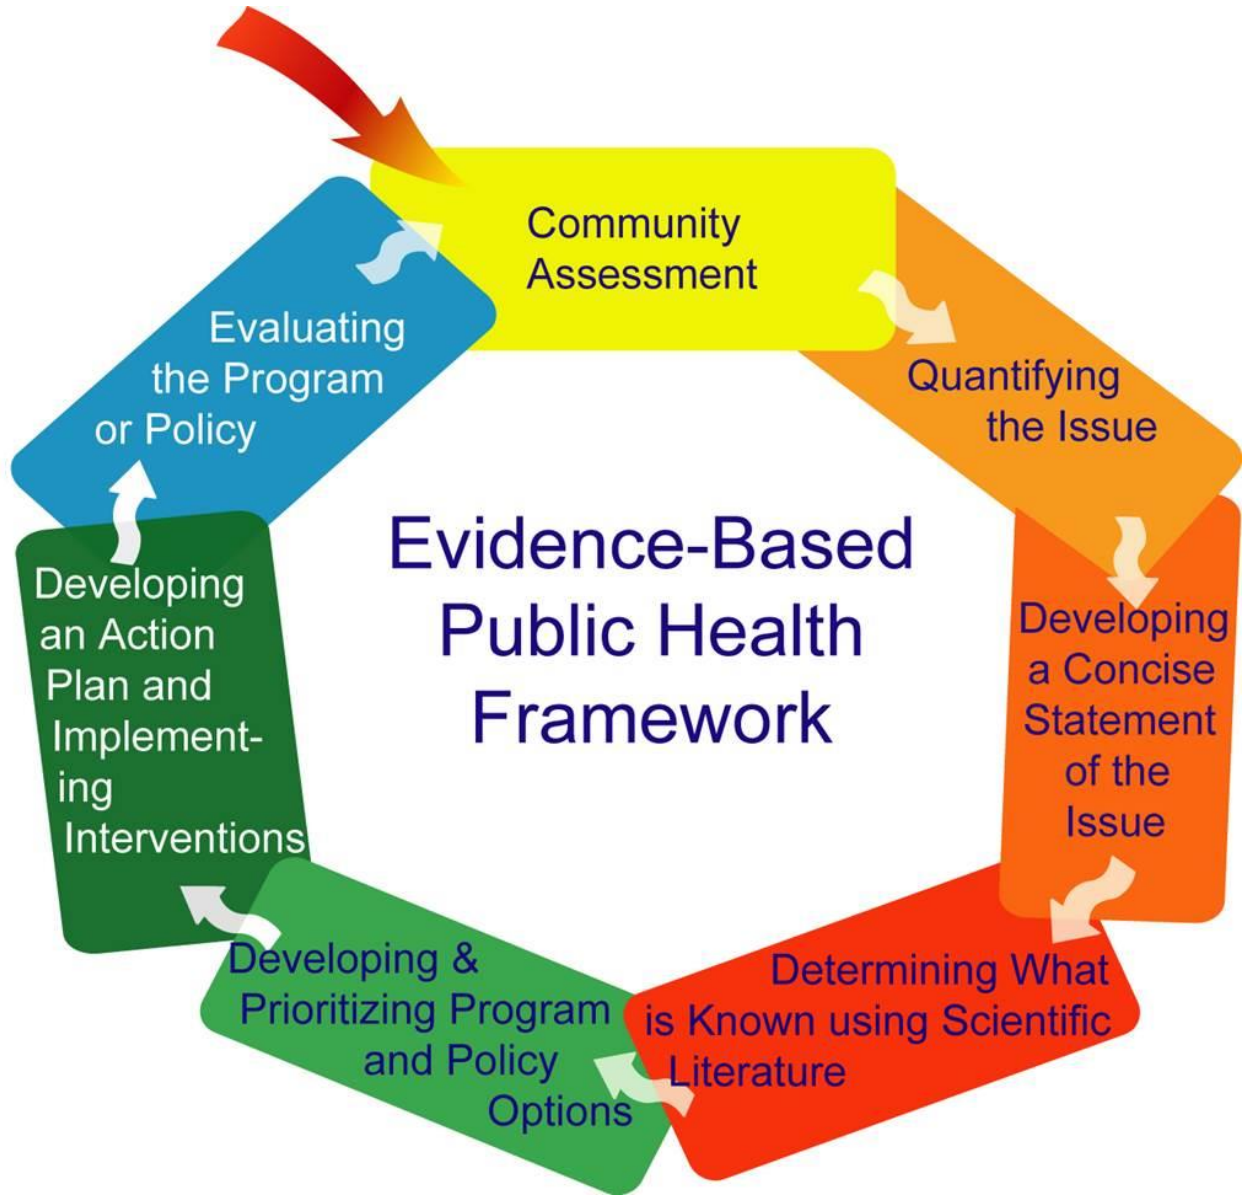 Community
Assessment
Quantifying
the Issue
Developing
a Concise
Statement
of the
Issue
Determining What
is Known using Scientific
Literature
Developing &
Prioritizing Program
and Policy
Options
Developing
an Action
Plan and
Implement-
ing
Interventions
Evaluating
the Program
or Policy
Evidence-Based
Public Health
Framework